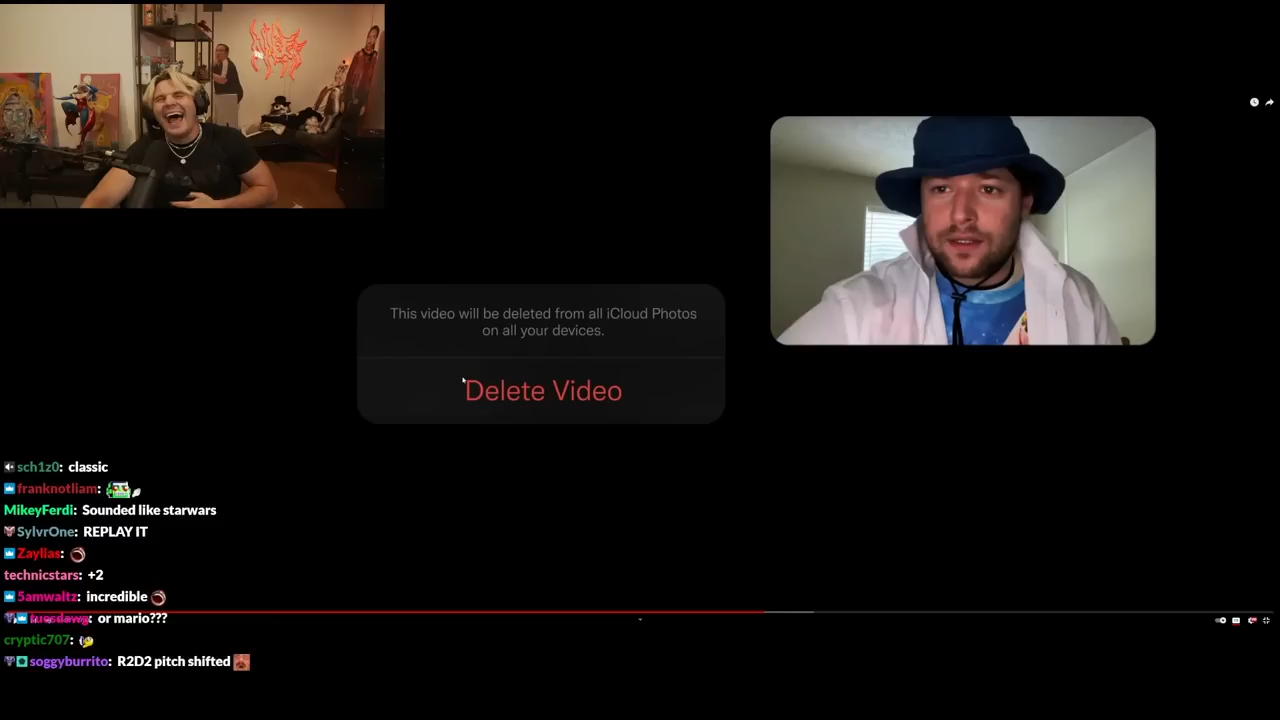 This video will be deleted from all iCloud Photos
on all your devices.
Delete Video
sch1z0: classic
franknotliam:
MikeyFerdi: Sounded like starwars
SylvrOne: REPLAY IT
Zaylias:
technicstars: +2
5amwaltz: incredible
tuesdawg: or mario???
cryptic707:
soggyburrito: R2D2 pitch shifted